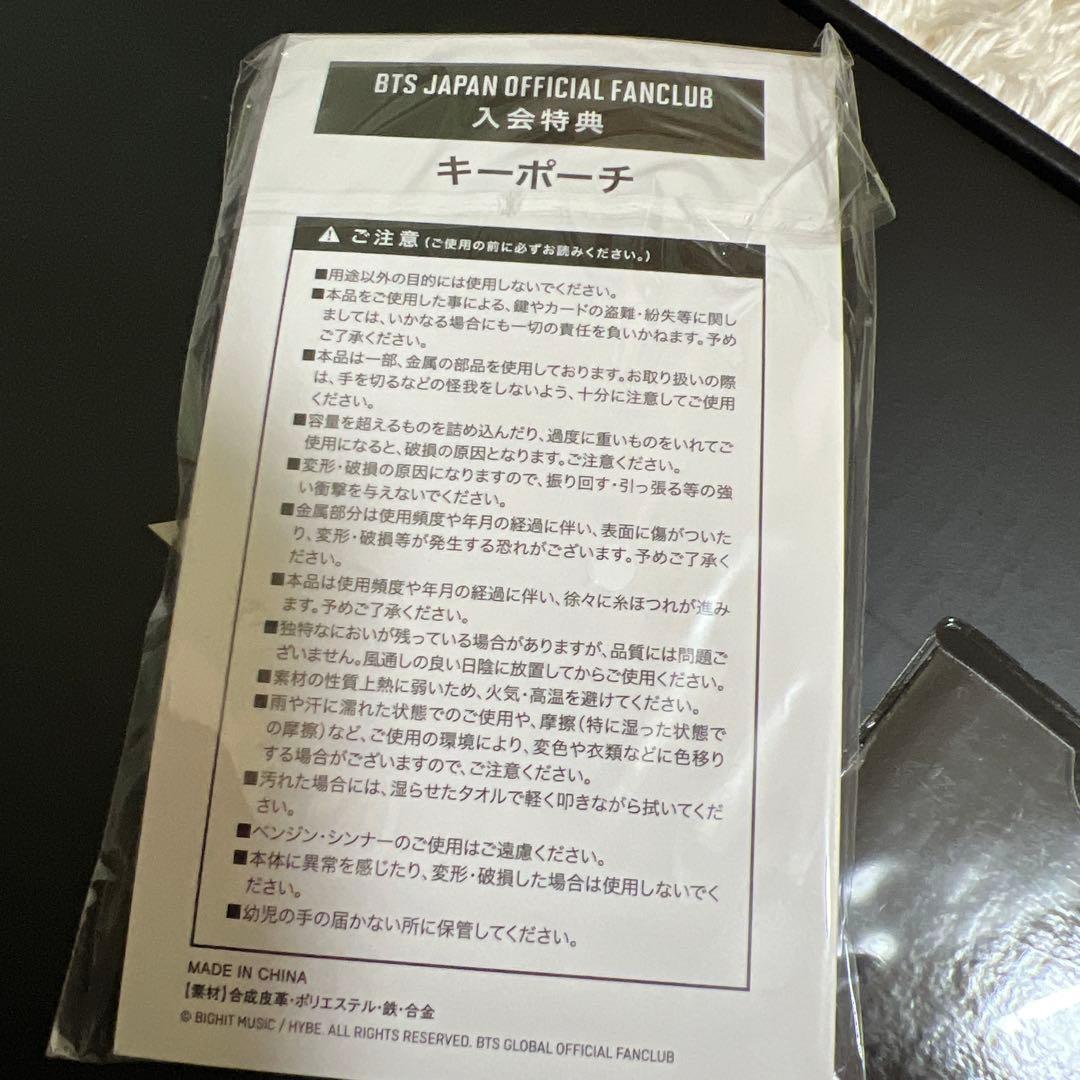 BTS JAPAN OFFICIAL FANCLUB
入会特典
キーポーチ
ご注意(ご使用の前に必ずお読みください。)
■用途以外の目的には使用しないでください。
■本品をご使用した事による、鍵やカードの盗難・紛失等に関し
ましては、いかなる場合にも一切の責任を負いかねます。予め
ご了承ください。
■本品は一部、金属の部品を使用しております。お取り扱いの際
は、手を切るなどの怪我をしないよう、十分に注意してご使用
ください。
■容量を超えるものを詰め込んだり、過度に重いものをいれてご
使用になると、破損の原因となります。ご注意ください。
■変形・破損の原因になりますので、振り回す・引っ張る等の強
い衝撃を与えないでください。
■金属部分は使用頻度や年月の経過に伴い、表面に傷がついた
り、変形・破損等が発生する恐れがございます。予めご了承く
ださい。
■本品は使用頻度や年月の経過に伴い、徐々に糸ほつれが進み
ます。予めご了承ください。
■独特なにおいが残っている場合がありますが、品質には問題ご
ざいません。風通しの良い日陰に放置してからご使用ください。
■素材の性質上熱に弱いため、火気・高温を避けてください。
■雨や汗に濡れた状態でのご使用や、摩擦(特に湿った状態で
の摩擦)など、ご使用の環境により、変色や衣類などに色移り
する場合がございますので、ご注意ください。
■汚れた場合には、湿らせたタオルで軽く叩きながら拭いてくだ
さい。
■ベンジン・シンナーのご使用はご遠慮ください。
■本体に異常を感じたり、変形・破損した場合は使用しないでく
ださい。
■幼児の手の届かない所に保管してください。
MADE IN CHINA
【素材】合成皮革・ポリエステル・鉄・合金
© BIGHIT MUSIC / HYBE. ALL RIGHTS RESERVED. BTS GLOBAL OFFICIAL FANCLUB